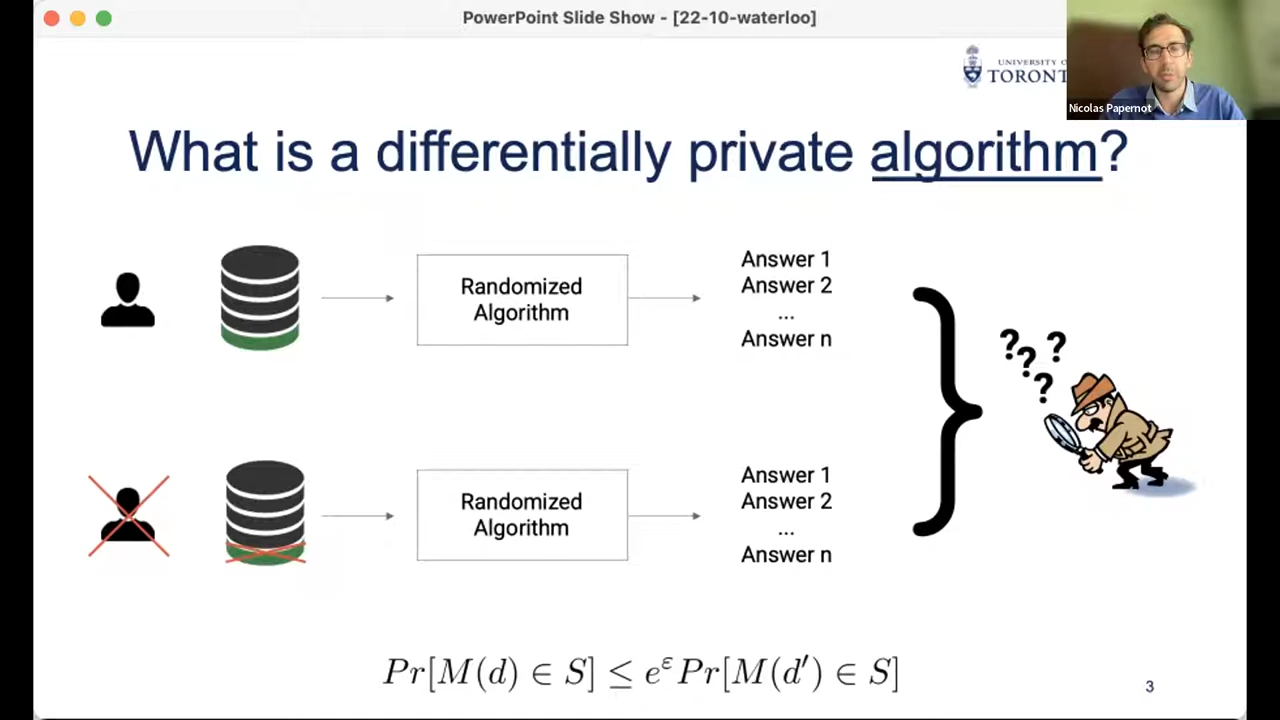 PowerPoint Slide Show - [22-10-waterloo]
UNIVERSITY OF
TORONT
Nicolas Papernot
What is a differentially private algorithm?
Randomized
Algorithm
Answer 1
Answer 2
...
Answer n
? ? ? ?
Randomized
Algorithm
Answer 1
Answer 2
...
Answer n
Pr[M(d) ∈ S] ≤ e^ε Pr[M(d′) ∈ S]
3